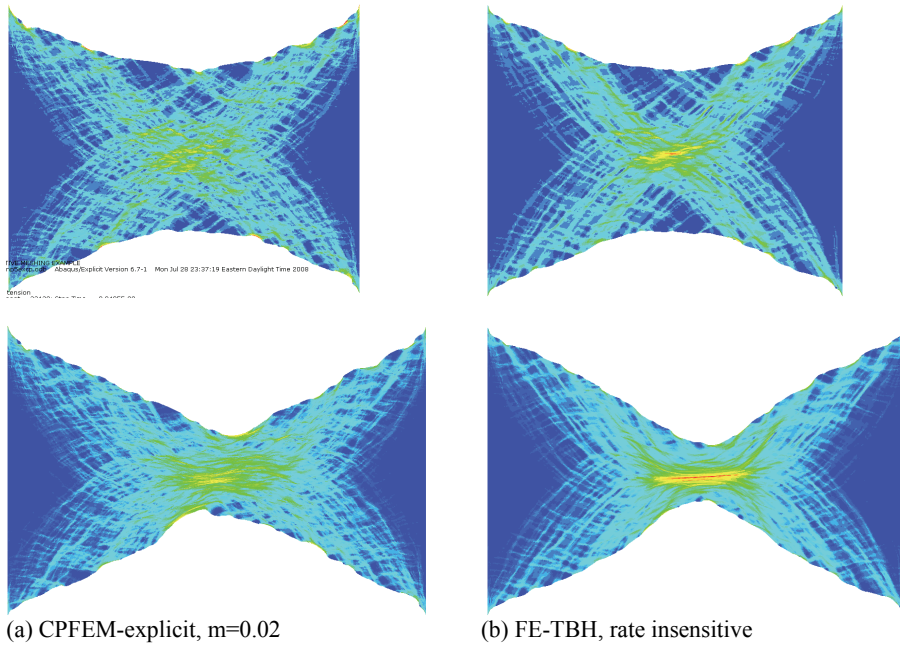 Abaqus/Explicit Version 6.7-1 Mon Jul 28 23:37:19 Eastern Daylight Time 2008
tension
(a) CPFEM-explicit, m=0.02
(b) FE-TBH, rate insensitive